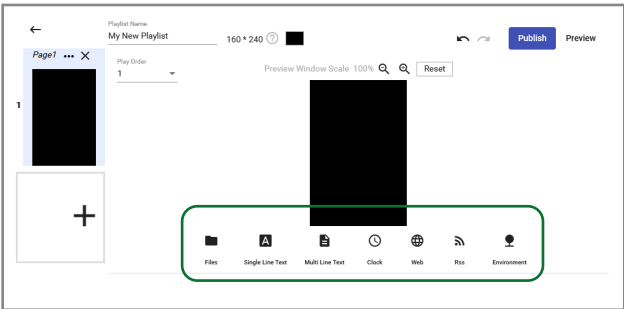 Playlist Name
My New Playlist
160 * 240 ?
Publish
Preview
Page1 ••• X
Play Order
1
Preview Window Scale 100%
Reset
1
+
A
Files
Single Line Text
Multi Line Text
Clock
Web
Rss
Environment